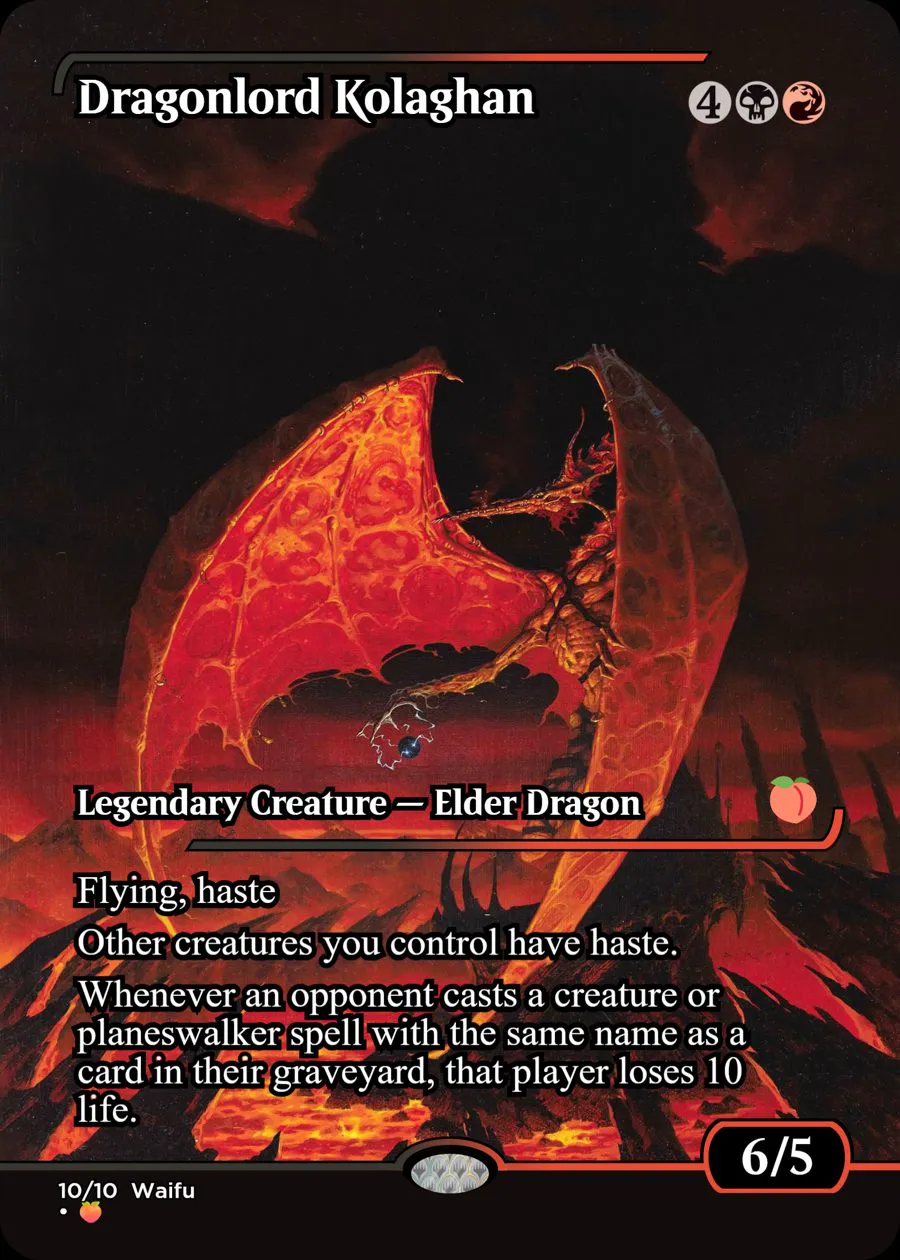 Dragonlord Kolaghan 4
Legendary Creature — Elder Dragon
Flying, haste
Other creatures you control have haste.
Whenever an opponent casts a creature or
planeswalker spell with the same name as a
card in their graveyard, that player loses 10
life.
6/5
10/10 Waifu